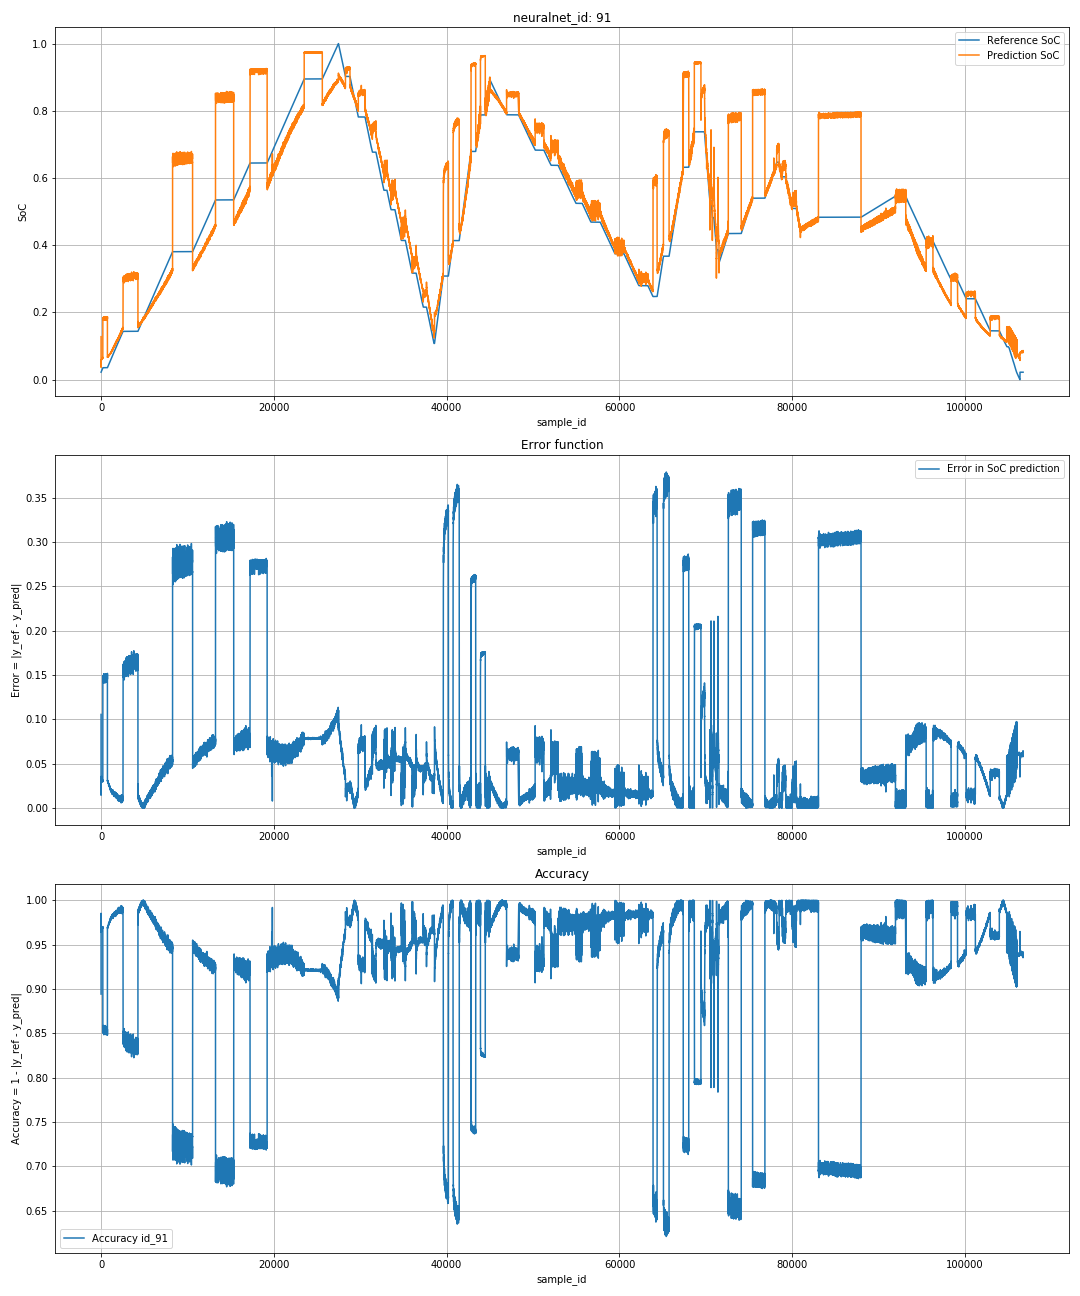 neuralnet_id: 91
Reference SoC
Prediction SoC
SoC
1.0
0.8
0.6
0.4
0.2
0.0
0 20000 40000 60000 80000 100000
sample_id
Error function
Error in SoC prediction
Error = |y_ref - y_pred|
0.35
0.30
0.25
0.20
0.15
0.10
0.05
0.00
0 20000 40000 60000 80000 100000
sample_id
Accuracy
Accuracy = 1 - |y_ref - y_pred|
1.00
0.95
0.90
0.85
0.80
0.75
0.70
0.65
Accuracy id_91
0 20000 40000 60000 80000 100000
sample_id